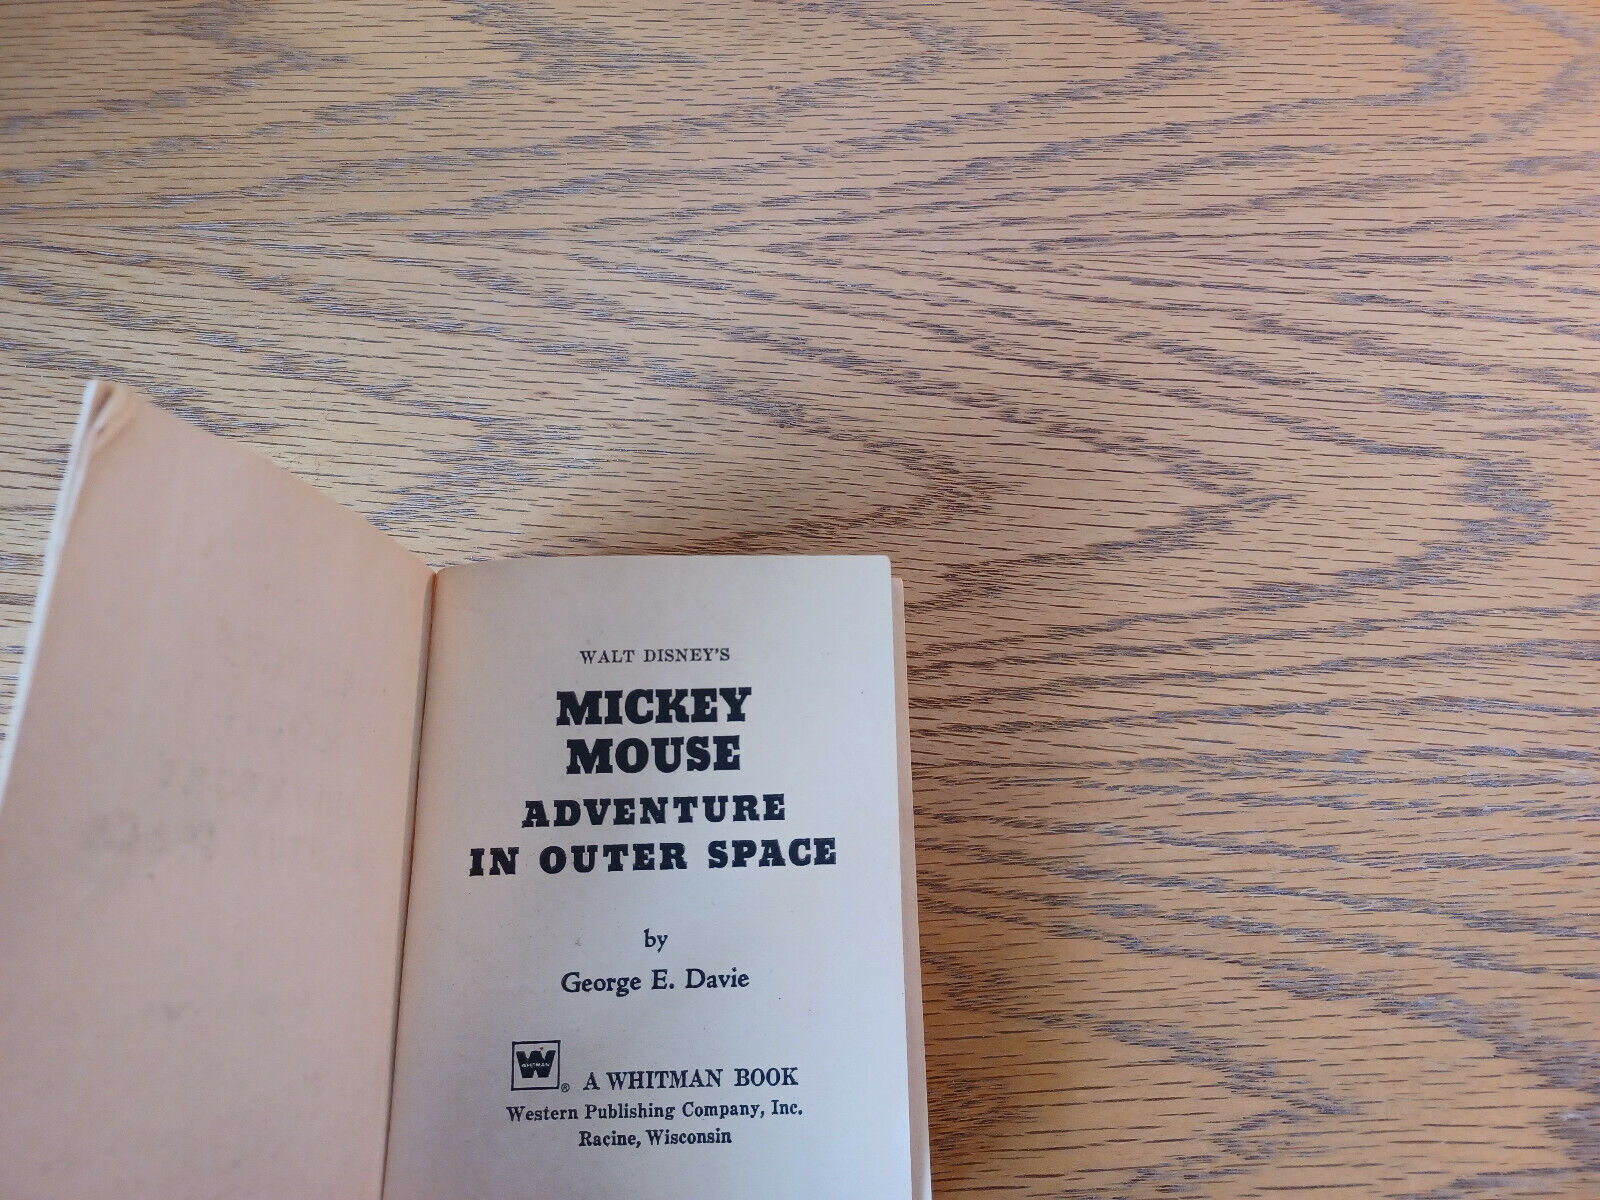 WALT DISNEY'S
MICKEY
MOUSE
ADVENTURE
IN OUTER SPACE
by
George E. Davie
W
WHITMAN
® A WHITMAN BOOK
Western Publishing Company, Inc.
Racine, Wisconsin